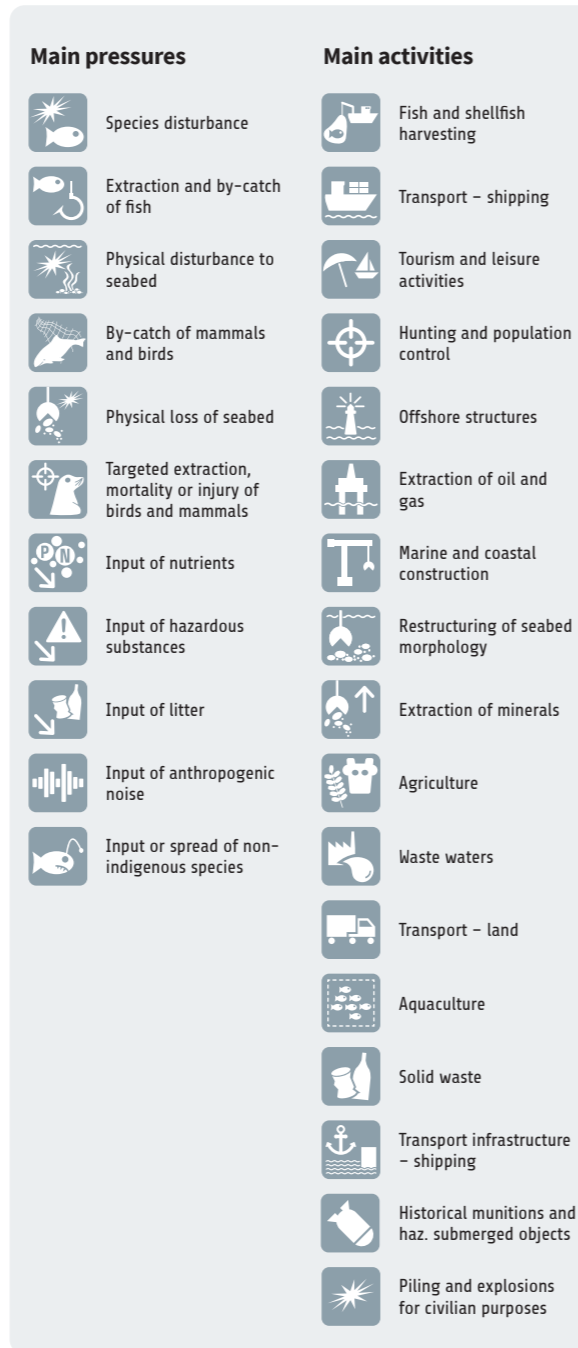 Main pressures
Species disturbance
Extraction and by-catch
of fish
Physical disturbance to
seabed
By-catch of mammals
and birds
Physical loss of seabed
Targeted extraction,
mortality or injury of
birds and mammals
P N
Input of nutrients
Input of hazardous
substances
Input of litter
Input of anthropogenic
noise
Input or spread of non-
indigenous species
Main activities
Fish and shellfish
harvesting
Transport – shipping
Tourism and leisure
activities
Hunting and population
control
Offshore structures
Extraction of oil and
gas
Marine and coastal
construction
Restructuring of seabed
morphology
Extraction of minerals
Agriculture
Waste waters
Transport – land
Aquaculture
Solid waste
Transport infrastructure
– shipping
Historical munitions and
haz. submerged objects
Piling and explosions
for civilian purposes